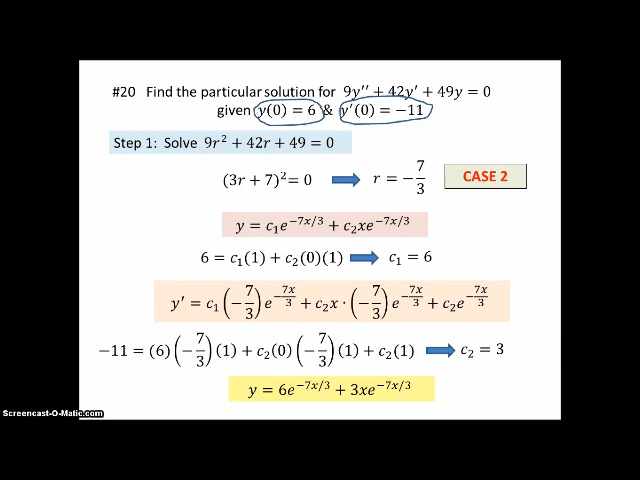 #20 Find the particular solution for 9y′′ + 42y′ + 49y = 0
given y(0) = 6 & y′(0) = −11
Step 1: Solve 9r² + 42r + 49 = 0
(3r + 7)² = 0 ➡ r = −7/3 CASE 2
y = c₁e^(−7x/3) + c₂xe^(−7x/3)
6 = c₁(1) + c₂(0)(1) ➡ c₁ = 6
y′ = c₁(−7/3)e^(−7x/3) + c₂x · (−7/3)e^(−7x/3) + c₂e^(−7x/3)
−11 = (6)(−7/3)(1) + c₂(0)(−7/3)(1) + c₂(1) ➡ c₂ = 3
y = 6e^(−7x/3) + 3xe^(−7x/3)
Screencast-O-Matic.com